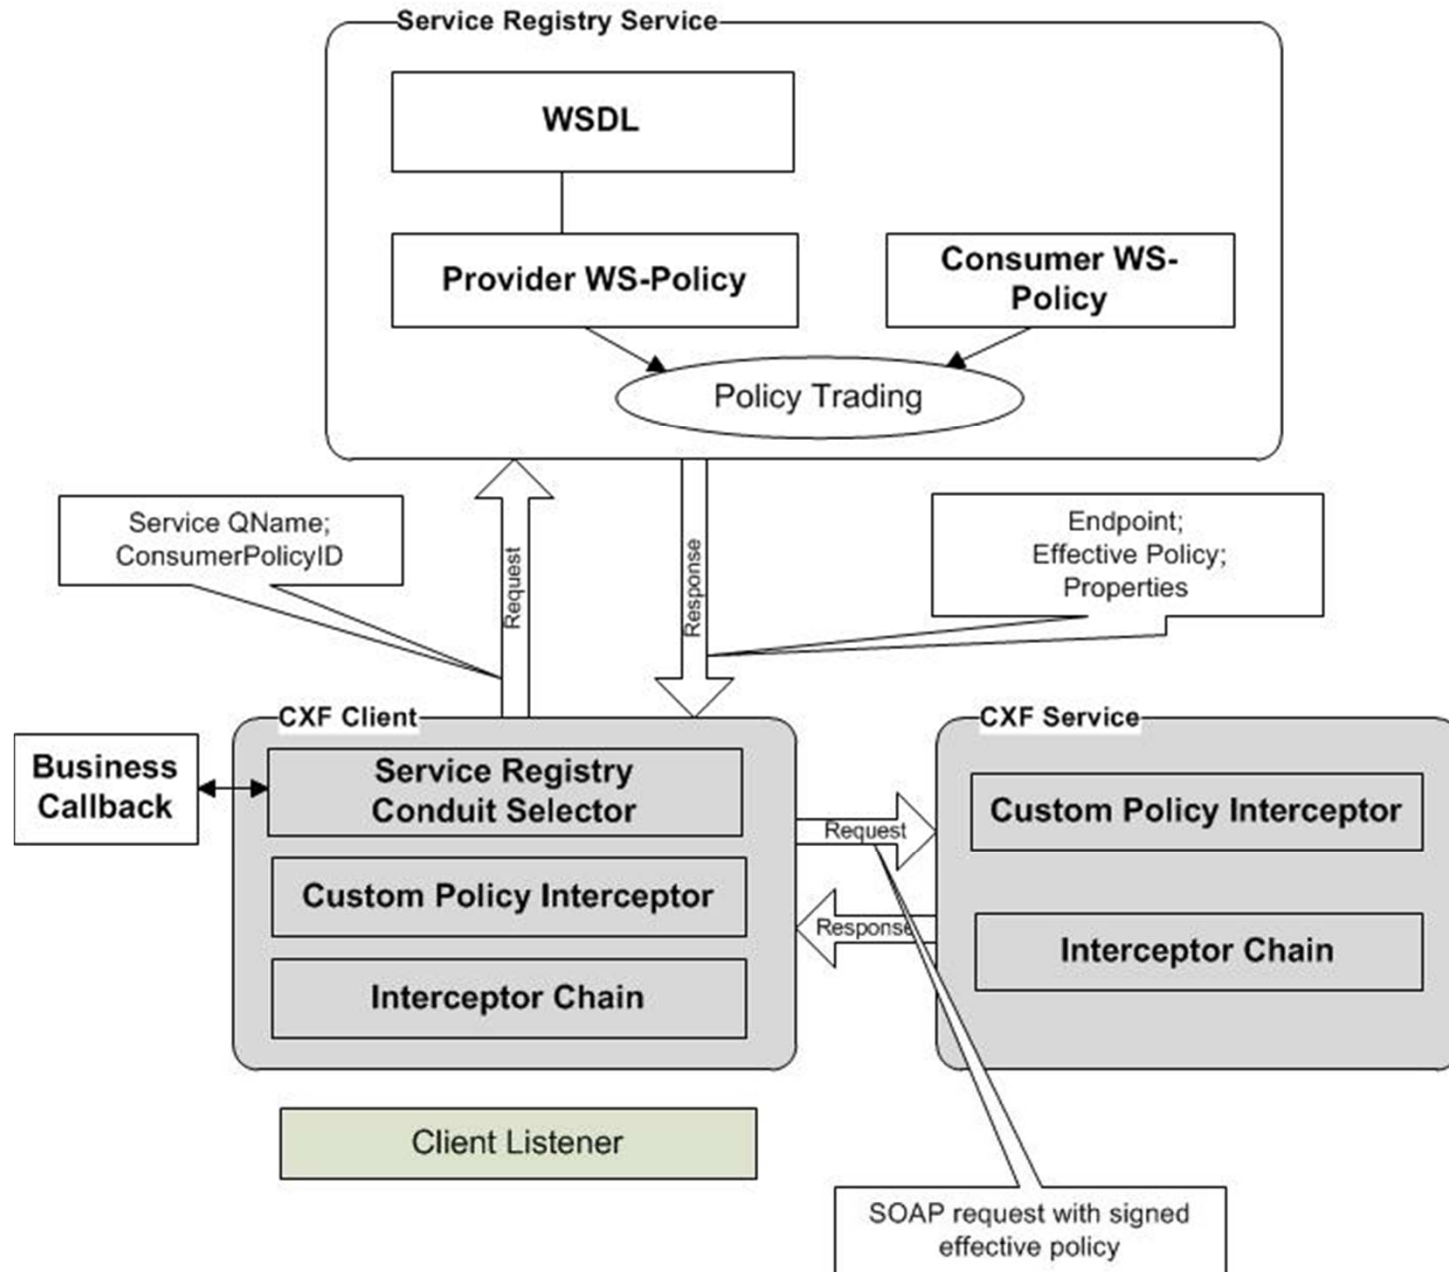 Service Registry Service
WSDL
Provider WS-Policy
Consumer WS-
Policy
Policy Trading
Service QName;
ConsumerPolicyID
Request
Response
Endpoint;
Effective Policy;
Properties
CXF Client
CXF Service
Business
Callback
Service Registry
Conduit Selector
Custom Policy Interceptor
Interceptor Chain
Request
Response
Custom Policy Interceptor
Interceptor Chain
Client Listener
SOAP request with signed
effective policy